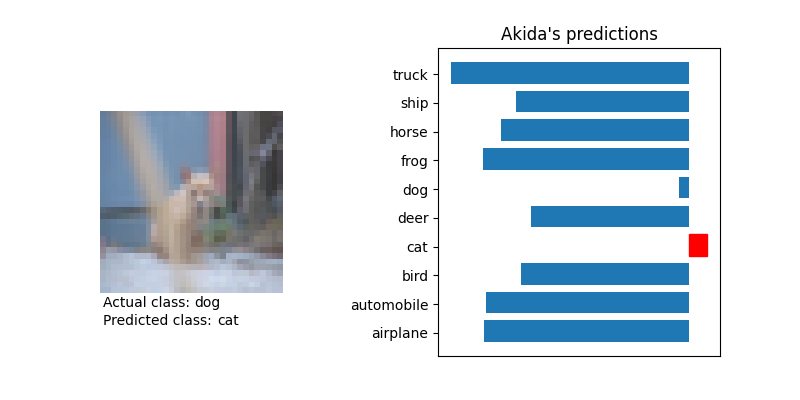 Akida's predictions
truck
ship
horse
frog
dog
deer
cat
bird
automobile
airplane
Actual class: dog
Predicted class: cat